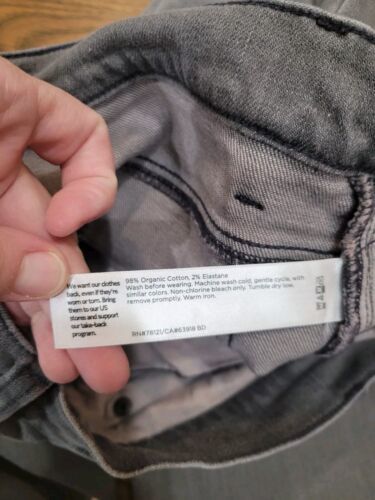 We want our clothes
back, even if they're
worn or torn. Bring
them to our US
stores and support
our take-back
program.
98% Organic Cotton, 2% Elastane
Wash before wearing. Machine wash cold, gentle cycle, with
similar colors. Non-chlorine bleach only. Tumble dry low,
remove promptly. Warm iron.
RN#78121/CA#63918 BD